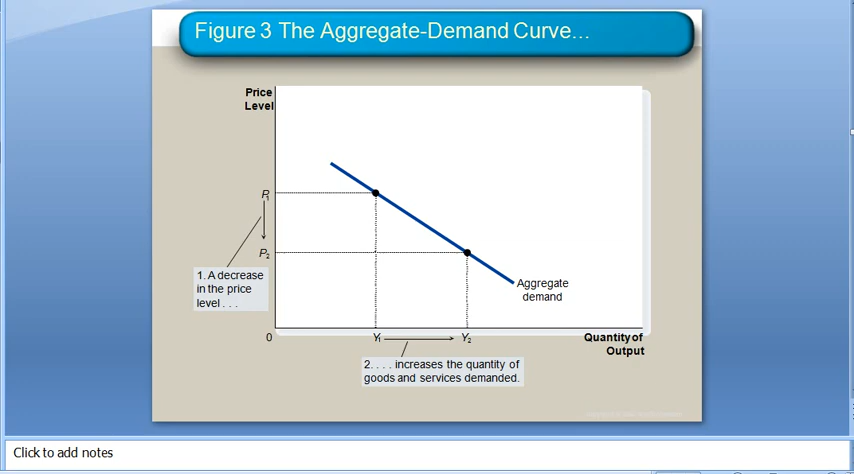 Figure 3 The Aggregate-Demand Curve...
Price
Level
P1
P2
1. A decrease
in the price
level . . .
Aggregate
demand
0
Y1
Y2
Quantity of
Output
2. . . . increases the quantity of
goods and services demanded.
Click to add notes